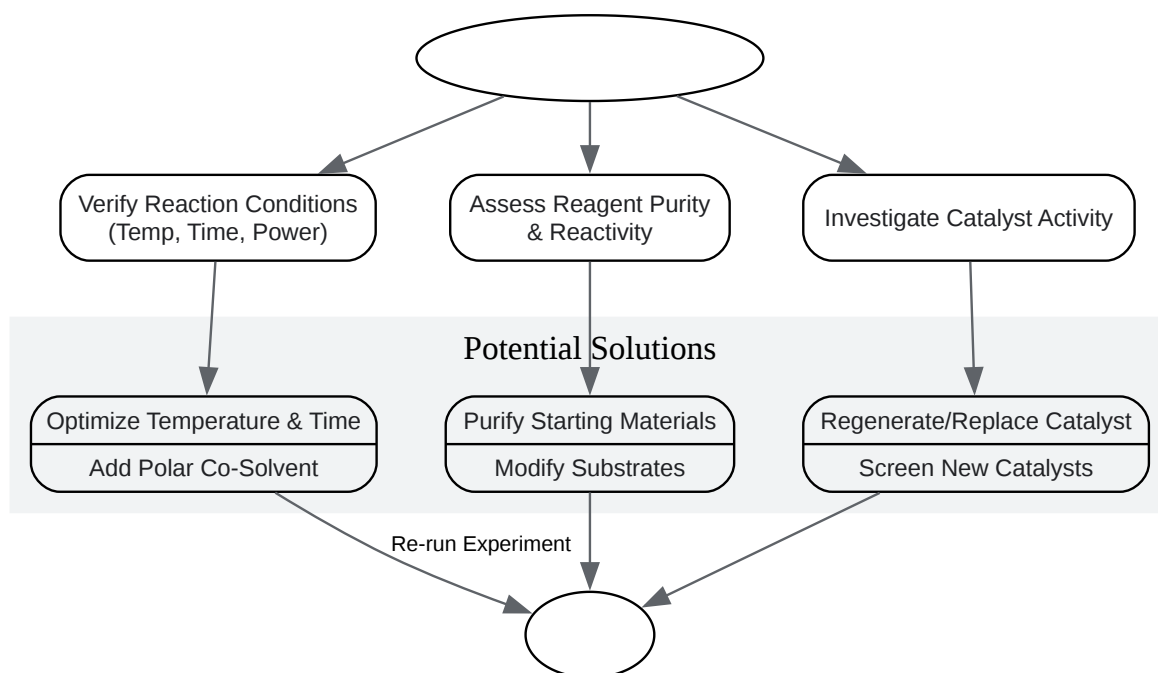 Verify Reaction Conditions
(Temp, Time, Power)
Assess Reagent Purity
& Reactivity
Investigate Catalyst Activity
Potential Solutions
Optimize Temperature & Time
Add Polar Co-Solvent
Purify Starting Materials
Modify Substrates
Regenerate/Replace Catalyst
Screen New Catalysts
Re-run Experiment